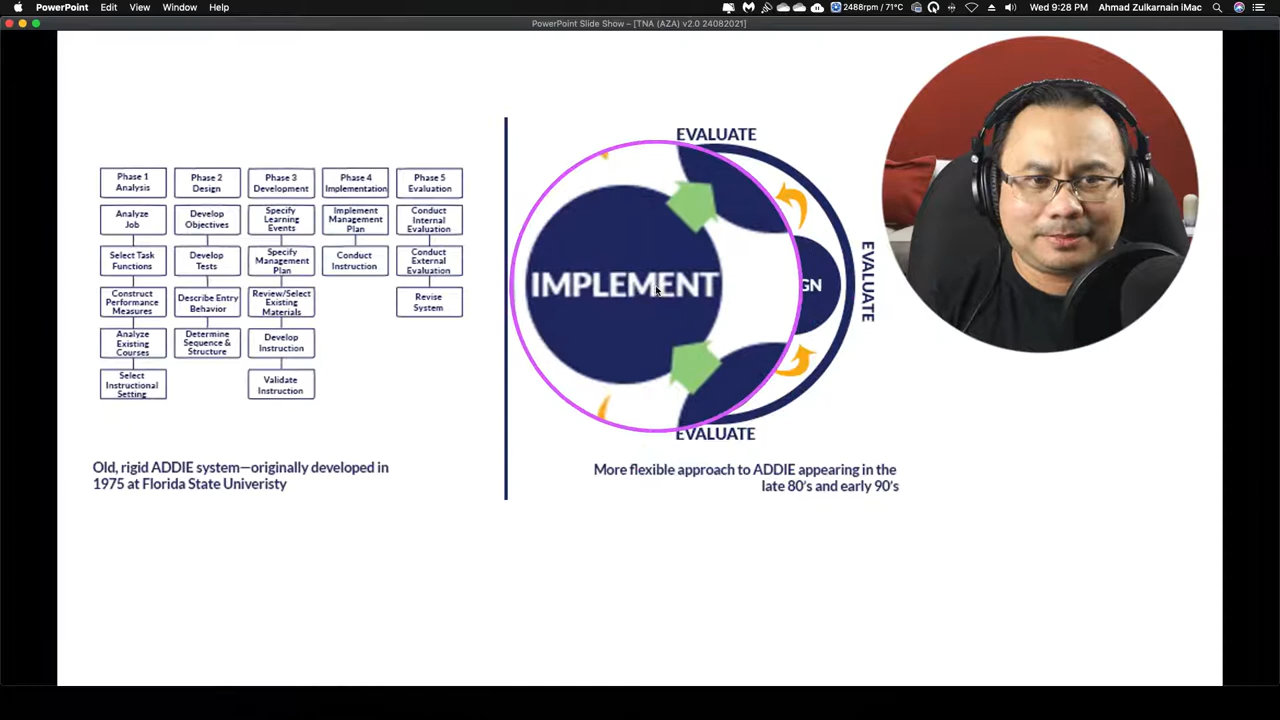 PowerPoint Edit View Window Help
2488rpm / 71°C
Wed 9:28 PM Ahmad Zulkarnain iMac
PowerPoint Slide Show – [TNA (AZA) v2.0 24082021]
Phase 1
Analysis
Analyze
Job
Select Task
Functions
Construct
Performance
Measures
Analyze
Existing
Courses
Select
Instructional
Setting
Phase 2
Design
Develop
Objectives
Develop
Tests
Describe Entry
Behavior
Determine
Sequence &
Structure
Phase 3
Development
Specify
Learning
Events
Specify
Management
Plan
Review/Select
Existing
Materials
Develop
Instruction
Validate
Instruction
Phase 4
Implementation
Implement
Management
Plan
Conduct
Instruction
Phase 5
Evaluation
Conduct
Internal
Evaluation
Conduct
External
Evaluation
Revise
System
Old, rigid ADDIE system—originally developed in
1975 at Florida State Univeristy
EVALUATE
IMPLEMENT
GN
EVALUATE
EVALUATE
More flexible approach to ADDIE appearing in the
late 80's and early 90's